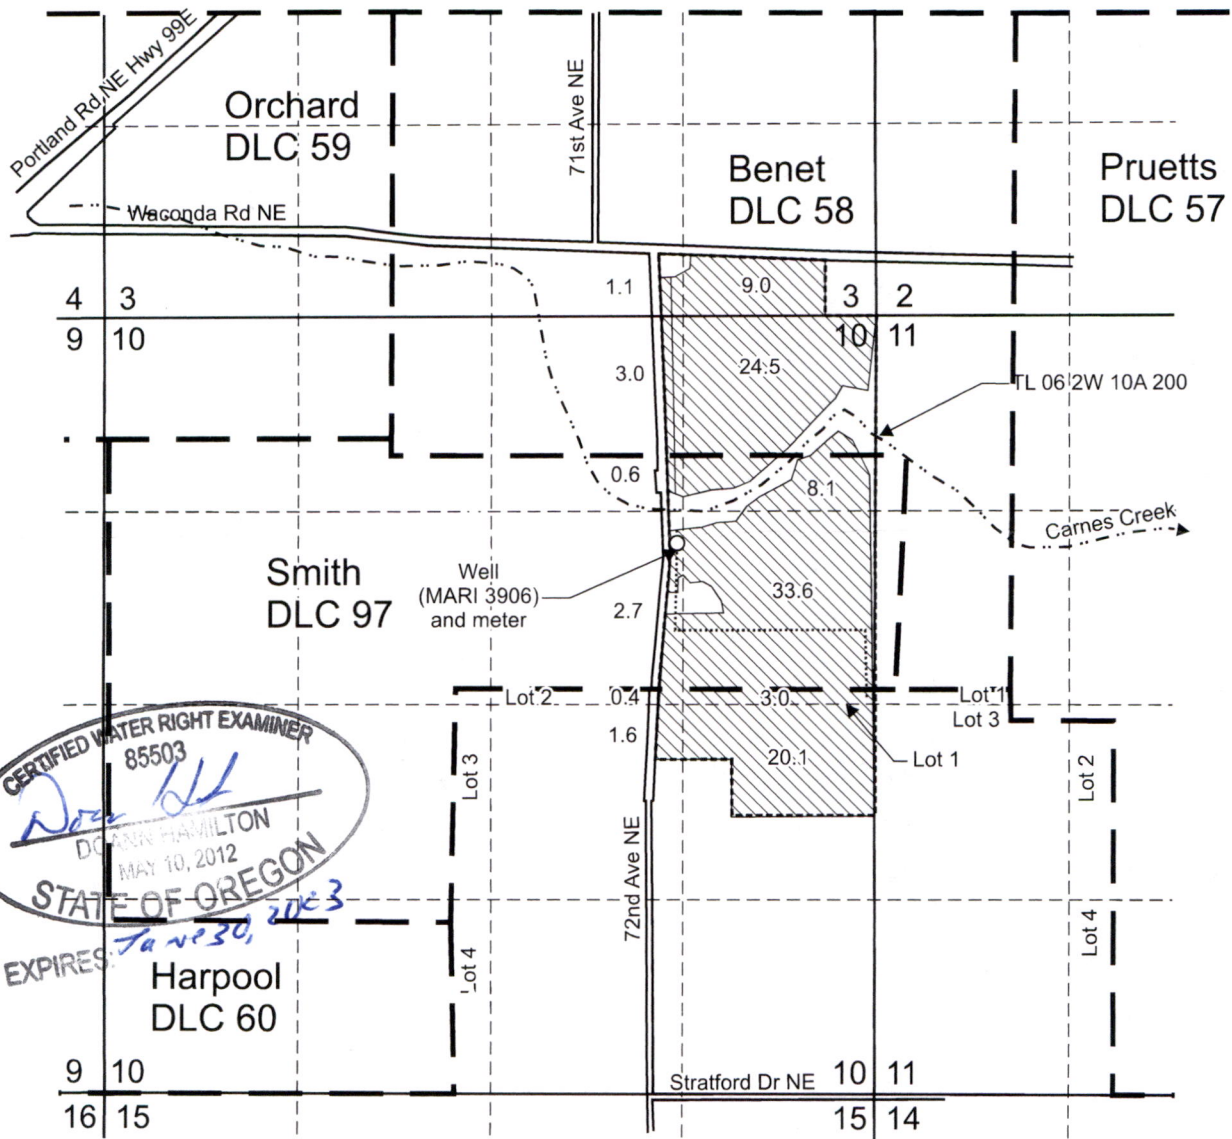 Portland Rd NE Hwy 99E
Orchard
DLC 59
71st Ave NE
Benet
DLC 58
Pruetts
DLC 57
Waconda Rd NE
1.1
9.0
4 3
3 2
9 10
10 11
3.0
24.5
TL 06 2W 10A 200
0.6
8.1
Carnes Creek
Smith
DLC 97
Well
(MARI 3906)
and meter
33.6
2.7
Lot 2
0.4
3.0
Lot 1
Lot 3
1.6
20.1
Lot 1
Lot 3
Lot 2
CERTIFIED WATER RIGHT EXAMINER
85503
DOANN HAMILTON
MAY 10, 2012
STATE OF OREGON
EXPIRES: June 30, 
72nd Ave NE
Lot 4
Lot 4
Harpool
DLC 60
9 10
Stratford Dr NE
10 11
16 15
15 14